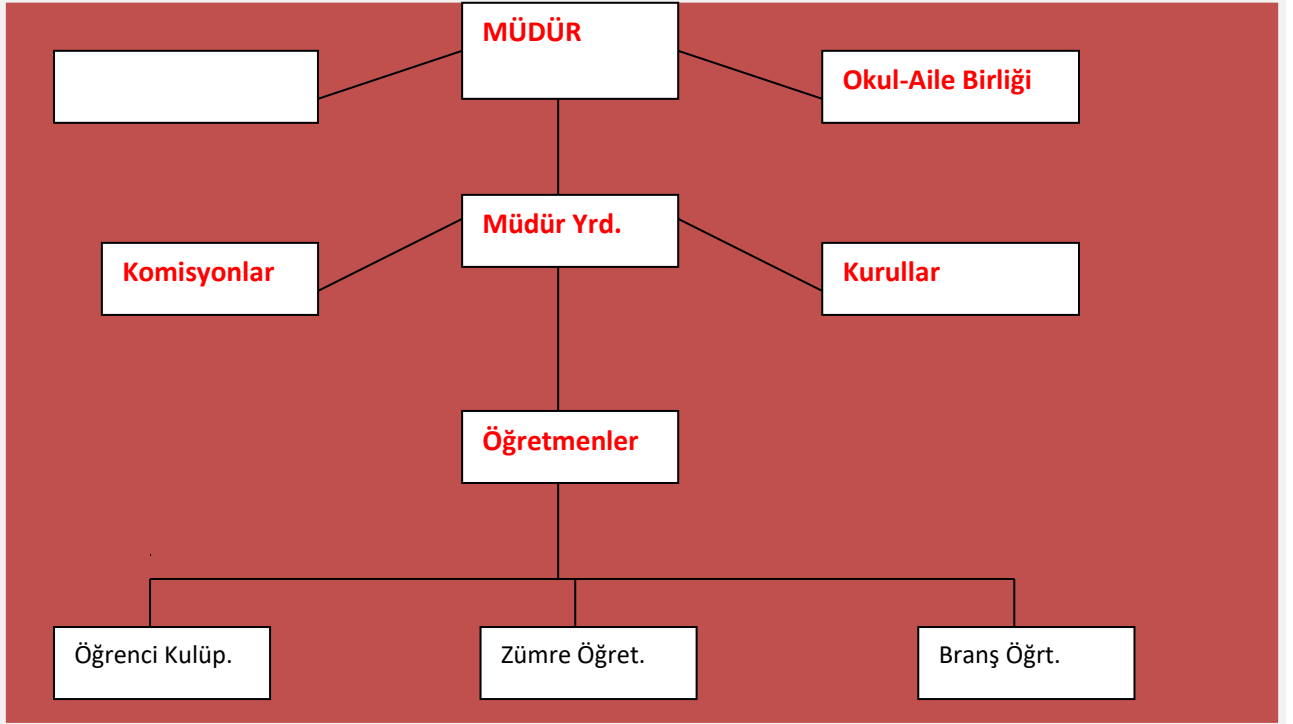 MÜDÜR
Okul-Aile Birliği
Müdür Yrd.
Komisyonlar
Kurullar
Öğretmenler
Öğrenci Kulüp.
Zümre Öğret.
Branş Öğrt.